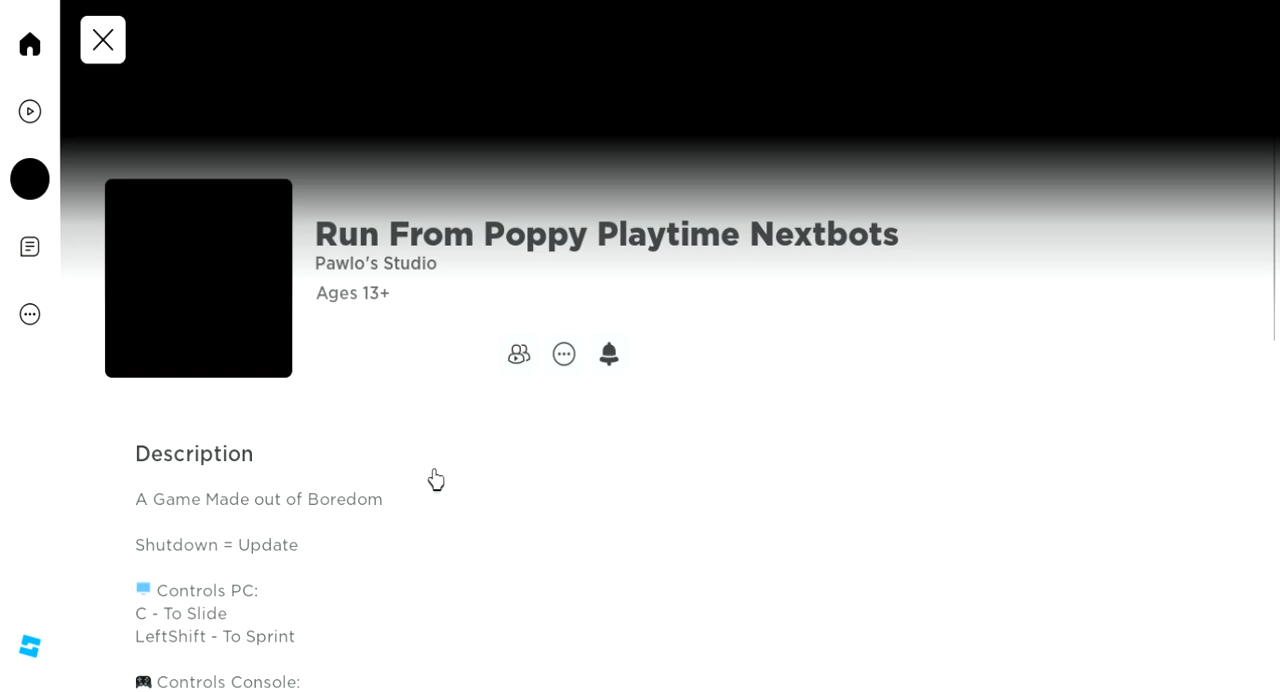 Run From Poppy Playtime Nextbots
Pawlo's Studio
Ages 13+
Description
A Game Made out of Boredom
Shutdown = Update
Controls PC:
C - To Slide
LeftShift - To Sprint
Controls Console: